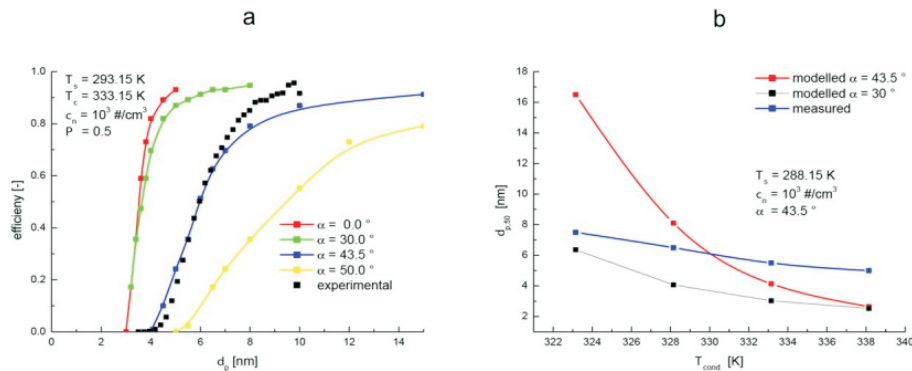 a
T_s = 293.15 K
T_c = 333.15 K
c_n = 10^3 #/cm^3
P = 0.5
1.0
0.8
0.6
0.4
0.2
0.0
efficieny [-]
0 2 4 6 8 10 12 14
d_p [nm]
α = 0.0 °
α = 30.0 °
α = 43.5 °
α = 50.0 °
experimental
b
18
16
14
12
10
8
6
4
2
d_p,50 [nm]
322 324 326 328 330 332 334 336 338 340
T_cond [K]
modelled α = 43.5 °
modelled α = 30°
measured
T_s = 288.15 K
c_n = 10^3 #/cm^3
α = 43.5 °